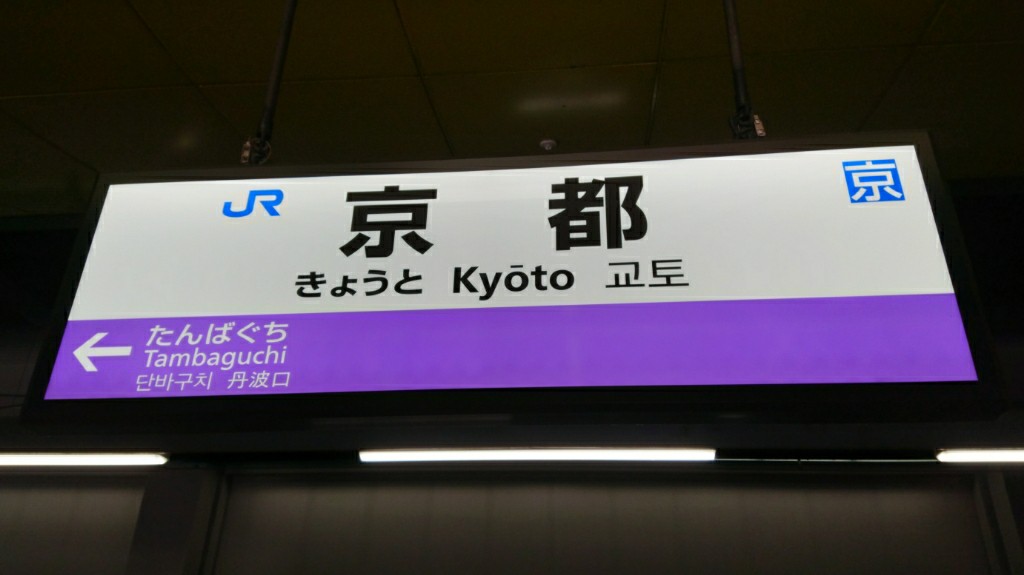 JR 京都 京
きょうと Kyōto 교토
← たんばぐち
Tambaguchi
단바구치 丹波口